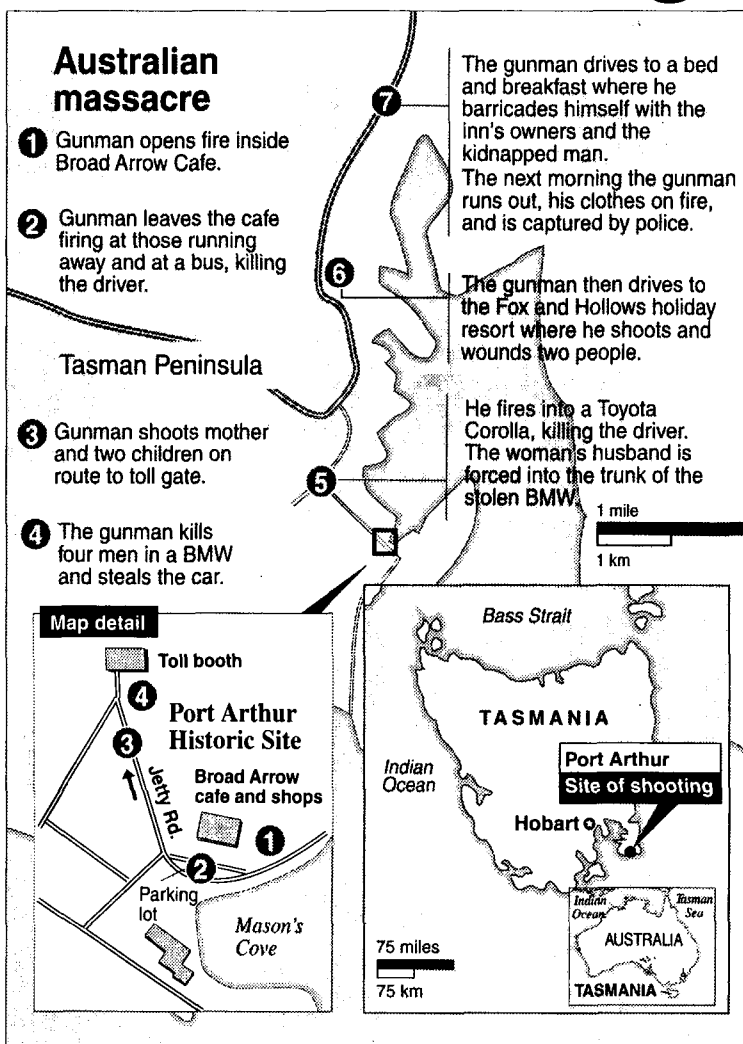 Australian
massacre
1 Gunman opens fire inside
Broad Arrow Cafe.
2 Gunman leaves the cafe
firing at those running
away and at a bus, killing
the driver.
Tasman Peninsula
3 Gunman shoots mother
and two children on
route to toll gate.
4 The gunman kills
four men in a BMW
and steals the car.
7
The gunman drives to a bed
and breakfast where he
barricades himself with the
inn's owners and the
kidnapped man.
The next morning the gunman
runs out, his clothes on fire,
and is captured by police.
6
The gunman then drives to
the Fox and Hollows holiday
resort where he shoots and
wounds two people.
5
He fires into a Toyota
Corolla, killing the driver.
The woman's husband is
forced into the trunk of the
stolen BMW.
1 mile
1 km
Map detail
Toll booth
4
Port Arthur
Historic Site
3
Jetty Rd.
Broad Arrow
cafe and shops
1
2
Parking
lot
Mason's
Cove
Bass Strait
TASMANIA
Indian
Ocean
Port Arthur
Site of shooting
Hobart
75 miles
75 km
Indian
Ocean
Tasman
Sea
AUSTRALIA
TASMANIA